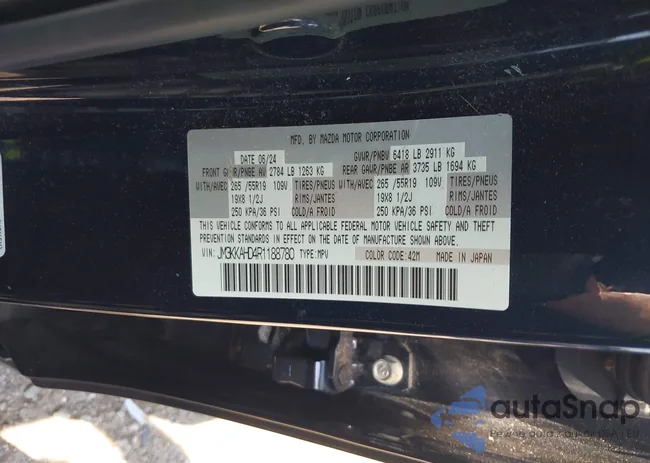 MFD. BY MAZDA MOTOR CORPORATION
DATE 06/24 GVWR/PNBV 6418 LB 2911 KG
FRONT GAWR/PNBE AV 2784 LB 1263 KG REAR GAWR/PNBE AR 3735 LB 1694 KG
WITH/AVEC 265 /55R19 109V TIRES/PNEUS WITH/AVEC 265 /55R19 109V TIRES/PNEUS
19X8 1/2J RIMS/JANTES 19X8 1/2J RIMS/JANTES
250 KPA/36 PSI COLD/A FROID 250 KPA/36 PSI COLD/A FROID
THIS VEHICLE CONFORMS TO ALL APPLICABLE FEDERAL MOTOR VEHICLE SAFETY AND THEFT
PREVENTION STANDARDS IN EFFECT ON THE DATE OF MANUFACTURE SHOWN ABOVE.
VIN: JM3KKAHD4R1188780 TYPE: MPV COLOR CODE: 42M MADE IN JAPAN
autoSnap